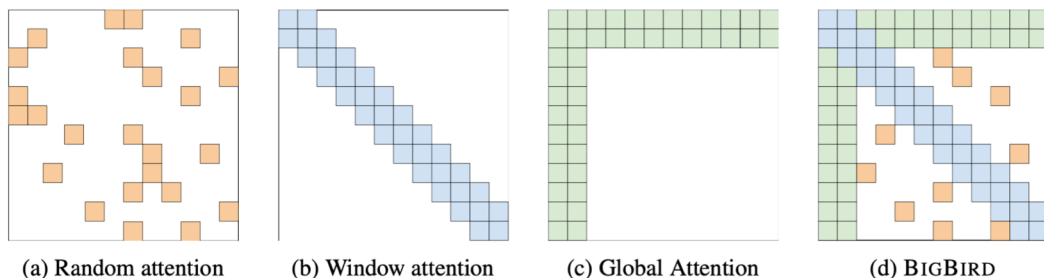 (a) Random attention
(b) Window attention
(c) Global Attention
(d) BIGBIRD